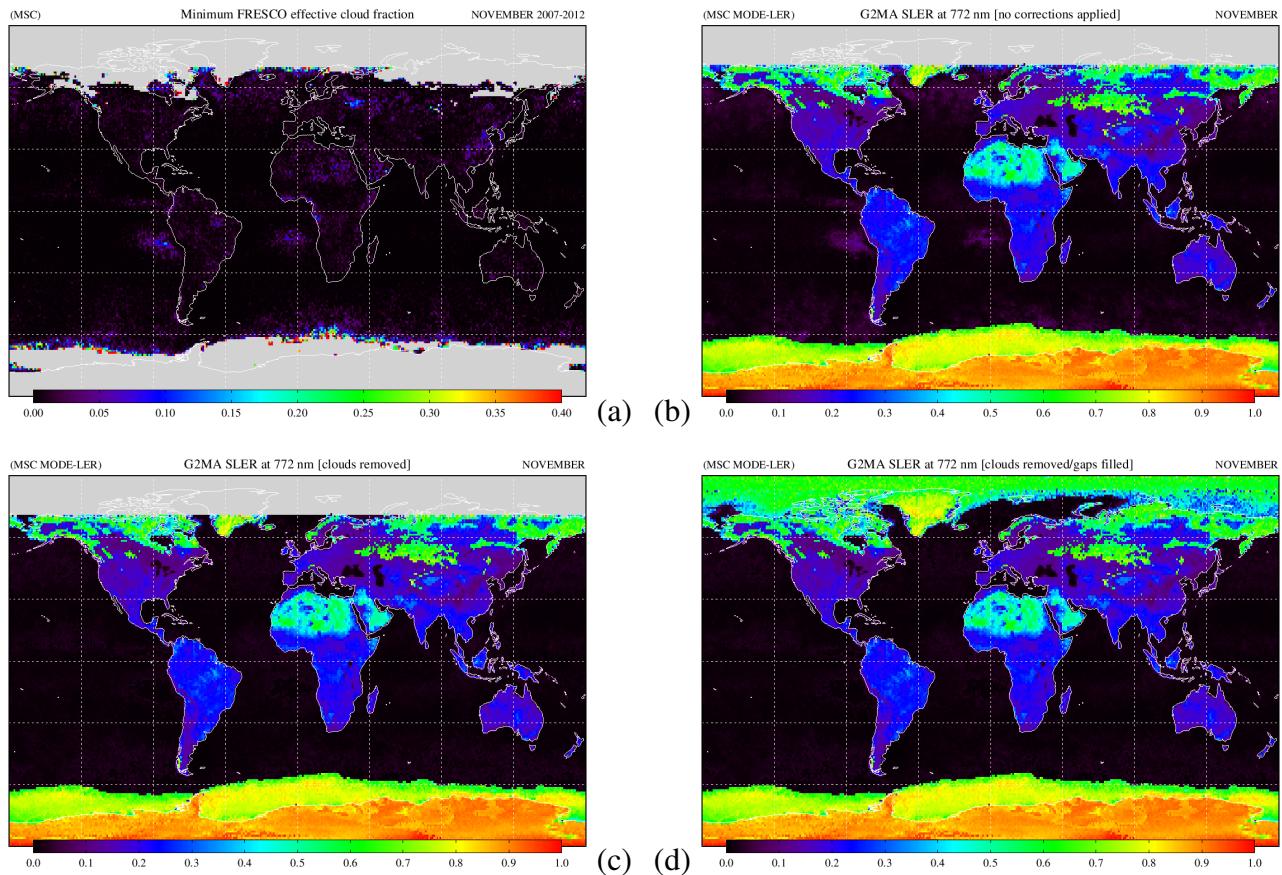 (MSC) Minimum FRESCO effective cloud fraction NOVEMBER 2007-2012
0.00 0.05 0.10 0.15 0.20 0.25 0.30 0.35 0.40
(a)
(MSC MODE-LER) G2MA SLER at 772 nm [no corrections applied] NOVEMBER
0.0 0.1 0.2 0.3 0.4 0.5 0.6 0.7 0.8 0.9 1.0
(b)
(MSC MODE-LER) G2MA SLER at 772 nm [clouds removed] NOVEMBER
0.0 0.1 0.2 0.3 0.4 0.5 0.6 0.7 0.8 0.9 1.0
(c)
(MSC MODE-LER) G2MA SLER at 772 nm [clouds removed/gaps filled] NOVEMBER
0.0 0.1 0.2 0.3 0.4 0.5 0.6 0.7 0.8 0.9 1.0
(d)